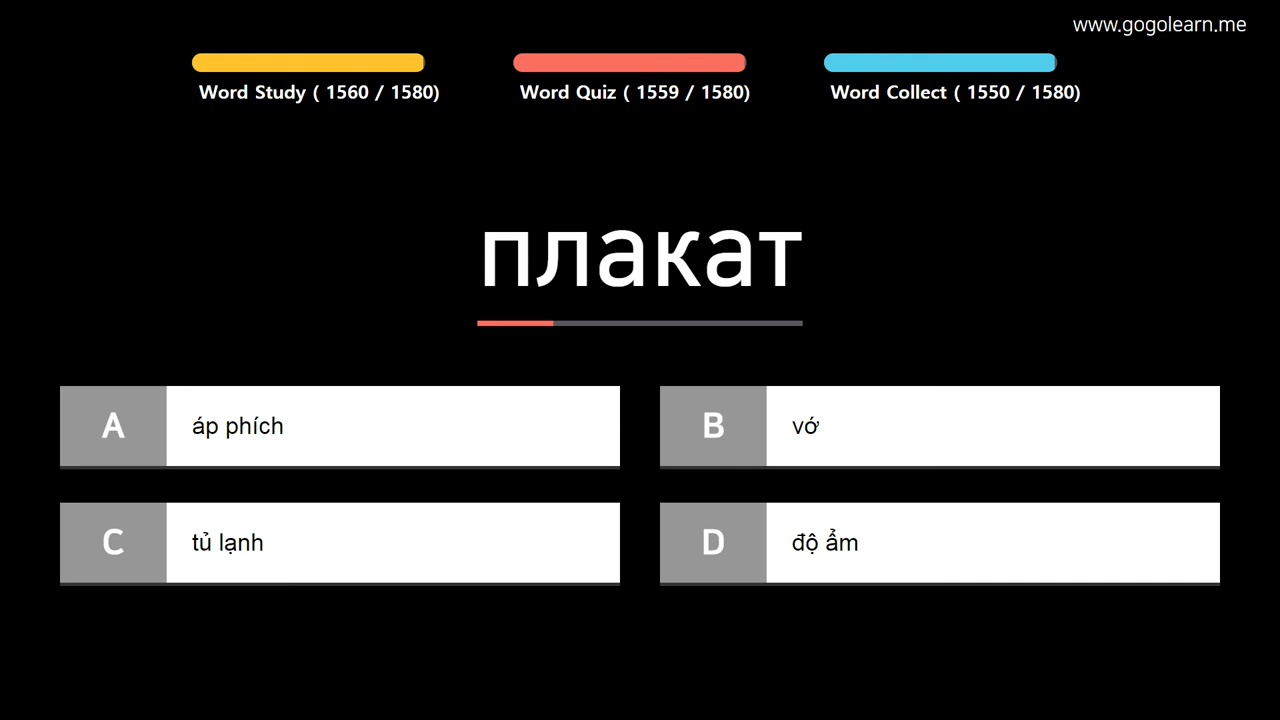 www.gogolearn.me
Word Study ( 1560 / 1580)
Word Quiz ( 1559 / 1580)
Word Collect ( 1550 / 1580)
плакат
A áp phích
B vớ
C tủ lạnh
D độ ẩm